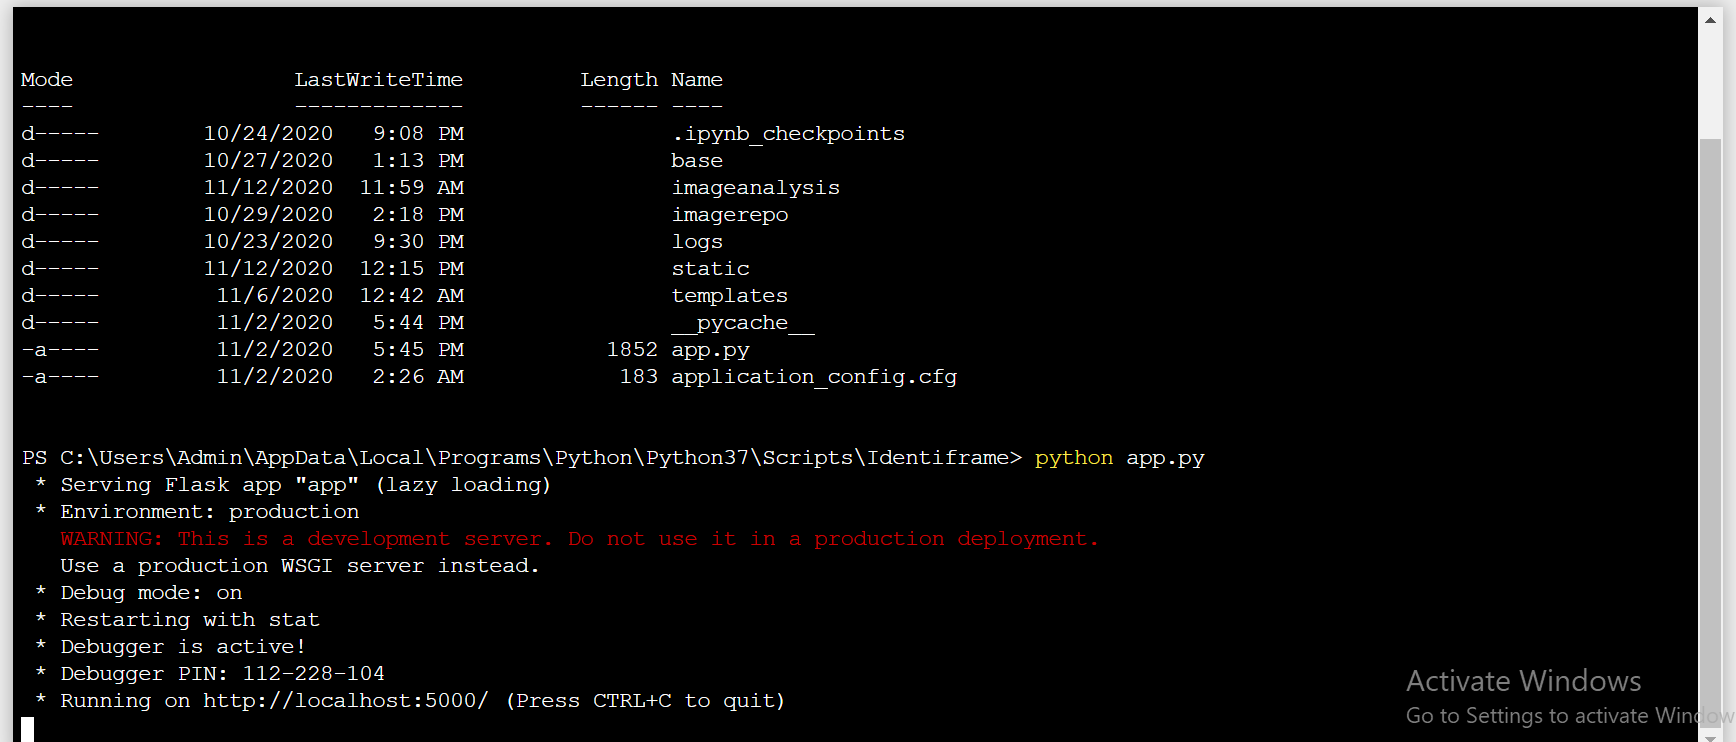 Mode                 LastWriteTime         Length Name
----                 -------------         ------ ----
d-----        10/24/2020   9:08 PM                .ipynb_checkpoints
d-----        10/27/2020   1:13 PM                base
d-----        11/12/2020  11:59 AM                imageanalysis
d-----        10/29/2020   2:18 PM                imagerepo
d-----        10/23/2020   9:30 PM                logs
d-----        11/12/2020  12:15 PM                static
d-----         11/6/2020  12:42 AM                templates
d-----         11/2/2020   5:44 PM                __pycache__
-a----         11/2/2020   5:45 PM           1852 app.py
-a----         11/2/2020   2:26 AM            183 application_config.cfg
PS C:\Users\Admin\AppData\Local\Programs\Python\Python37\Scripts\Identiframe> python app.py
 * Serving Flask app "app" (lazy loading)
 * Environment: production
   WARNING: This is a development server. Do not use it in a production deployment.
   Use a production WSGI server instead.
 * Debug mode: on
 * Restarting with stat
 * Debugger is active!
 * Debugger PIN: 112-228-104
 * Running on http://localhost:5000/ (Press CTRL+C to quit)
Activate Windows
Go to Settings to activate Window